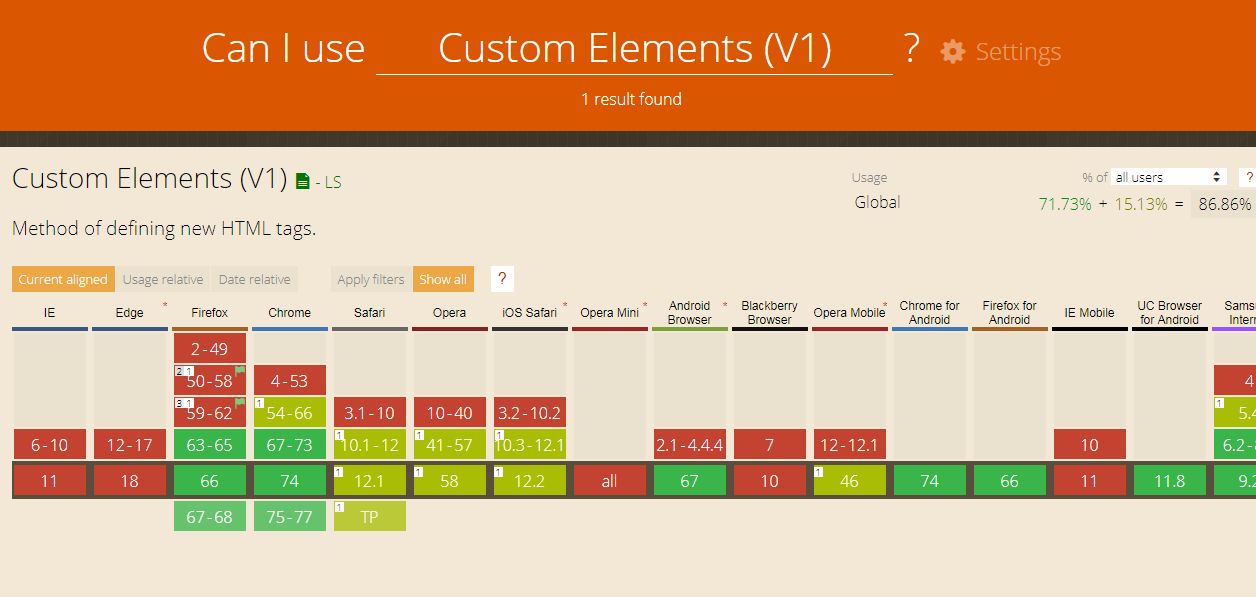 Can I use Custom Elements (V1) ? Settings
1 result found
Custom Elements (V1) - LS
Usage % of all users ?
Global 71.73% + 15.13% = 86.86%
Method of defining new HTML tags.
Current aligned Usage relative Date relative Apply filters Show all ?
IE Edge * Firefox Chrome Safari Opera iOS Safari * Opera Mini * Android Browser * Blackberry Browser Opera Mobile * Chrome for Android Firefox for Android IE Mobile UC Browser for Android
2-49
2 1 50-58 4-53 4
3 1 59-62 1 54-66 3.1-10 10-40 3.2-10.2 1 5.4
6-10 12-17 63-65 67-73 1 10.1-12 1 41-57 1 10.3-12.1 2.1-4.4.4 7 12-12.1 10 6.2-
11 18 66 74 1 12.1 1 58 1 12.2 all 67 10 1 46 74 66 11 11.8 9.2
67-68 75-77 1 TP